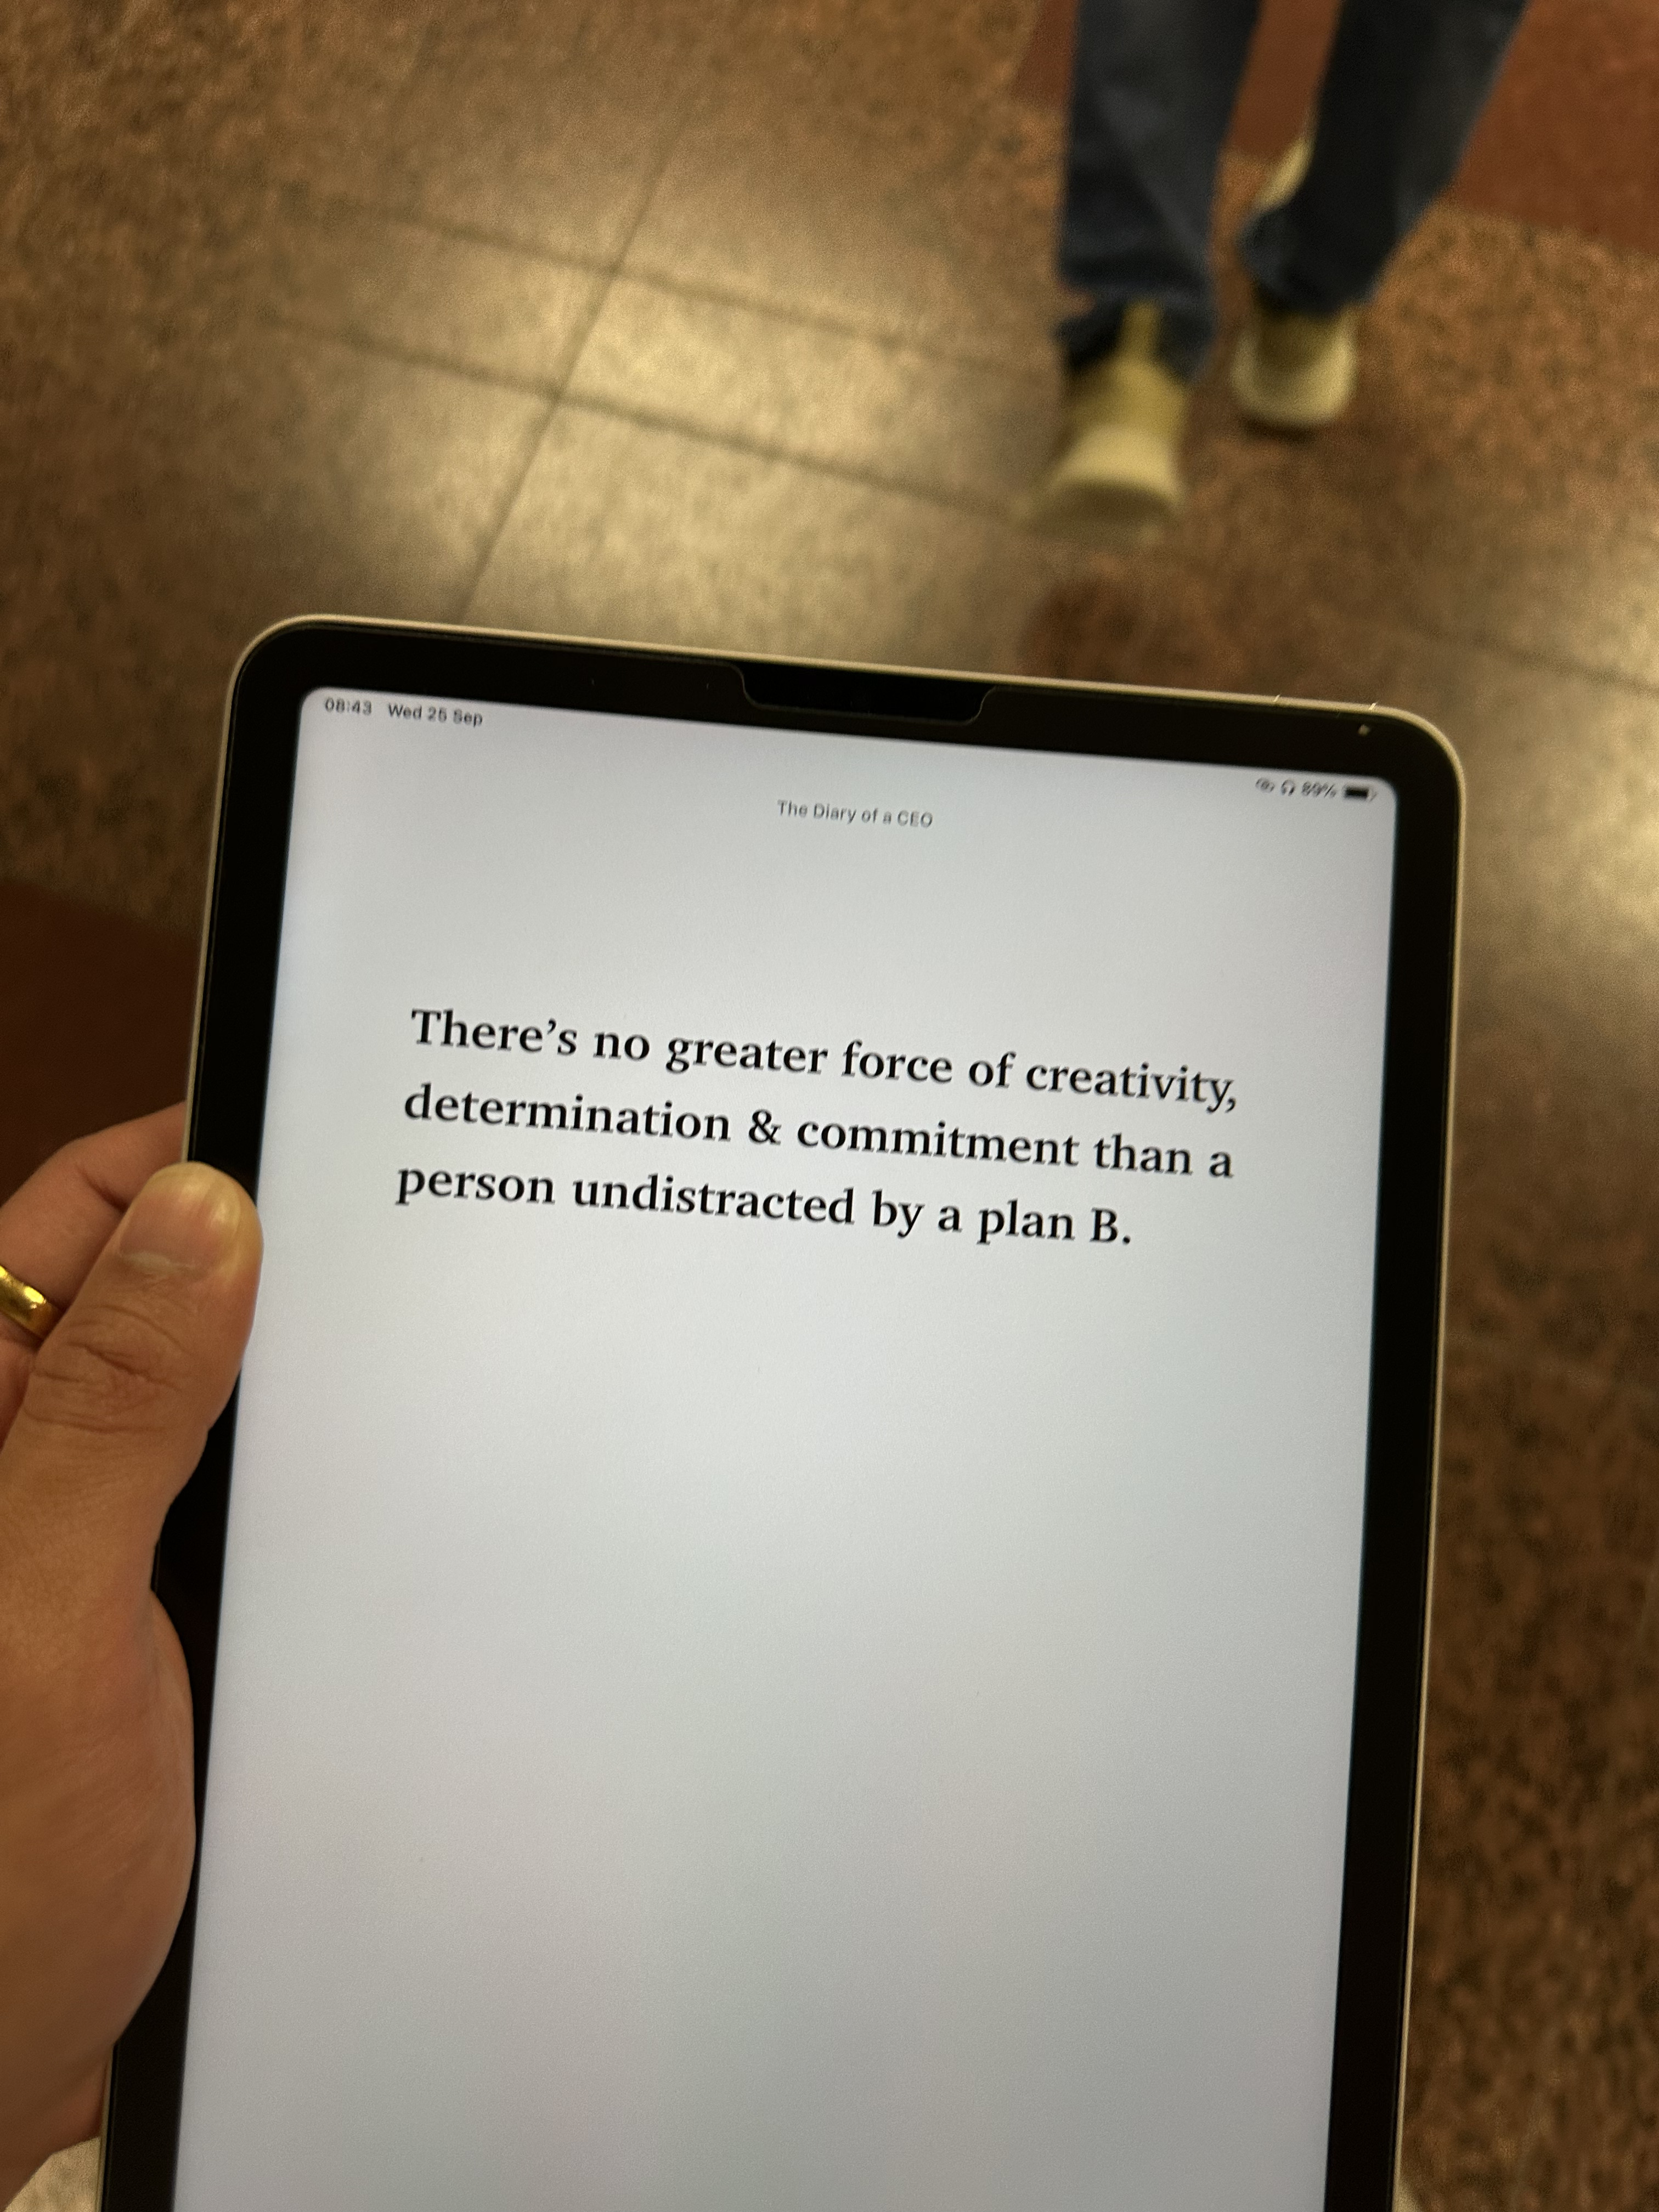 08:43 Wed 25 Sep
89%
The Diary of a CEO
There’s no greater force of creativity,
determination & commitment than a
person undistracted by a plan B.